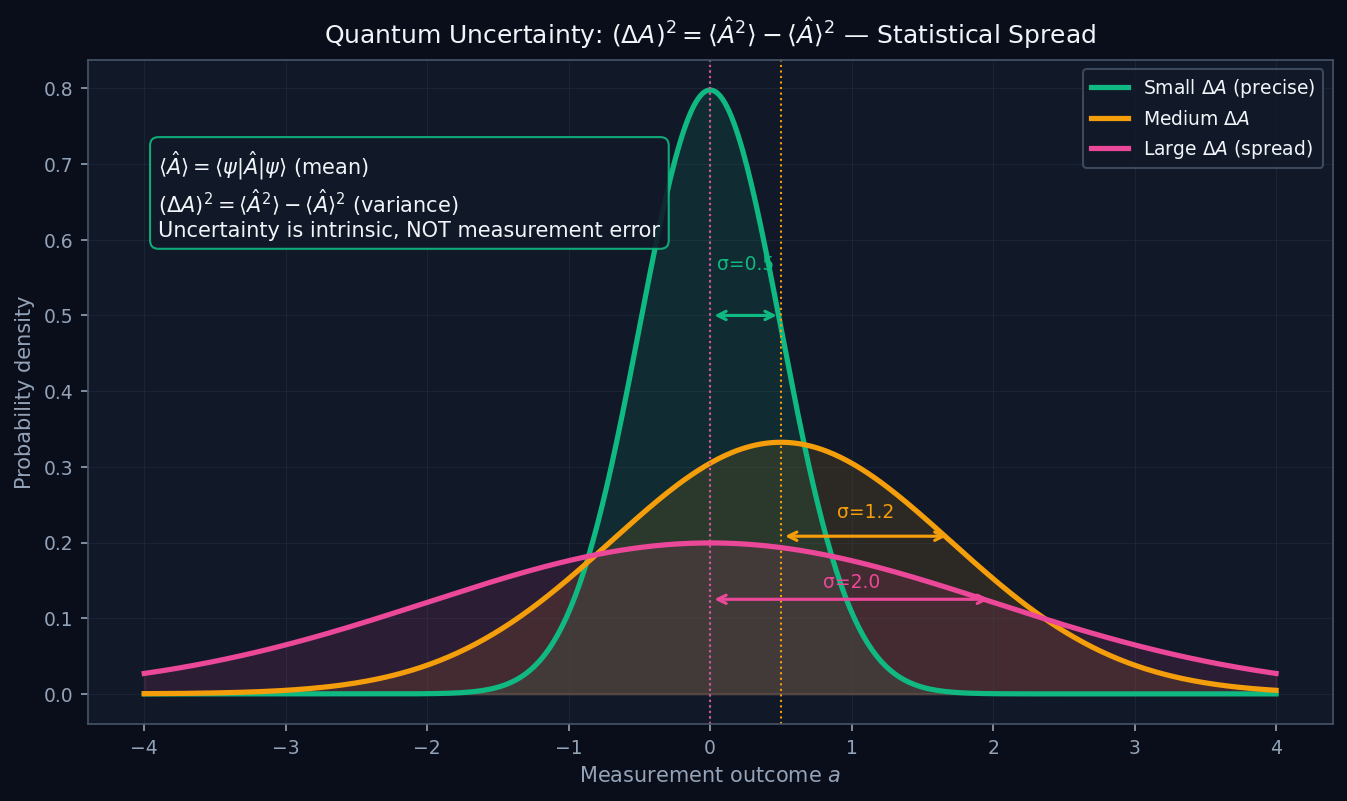 Quantum Uncertainty: (ΔA)² = ⟨Â²⟩ − ⟨Â⟩² — Statistical Spread
Small ΔA (precise)
Medium ΔA
Large ΔA (spread)
⟨Â⟩ = ⟨ψ|Â|ψ⟩ (mean)
(ΔA)² = ⟨Â²⟩ − ⟨Â⟩² (variance)
Uncertainty is intrinsic, NOT measurement error
σ=0.5
σ=1.2
σ=2.0
Probability density
0.8
0.7
0.6
0.5
0.4
0.3
0.2
0.1
0.0
−4 −3 −2 −1 0 1 2 3 4
Measurement outcome a